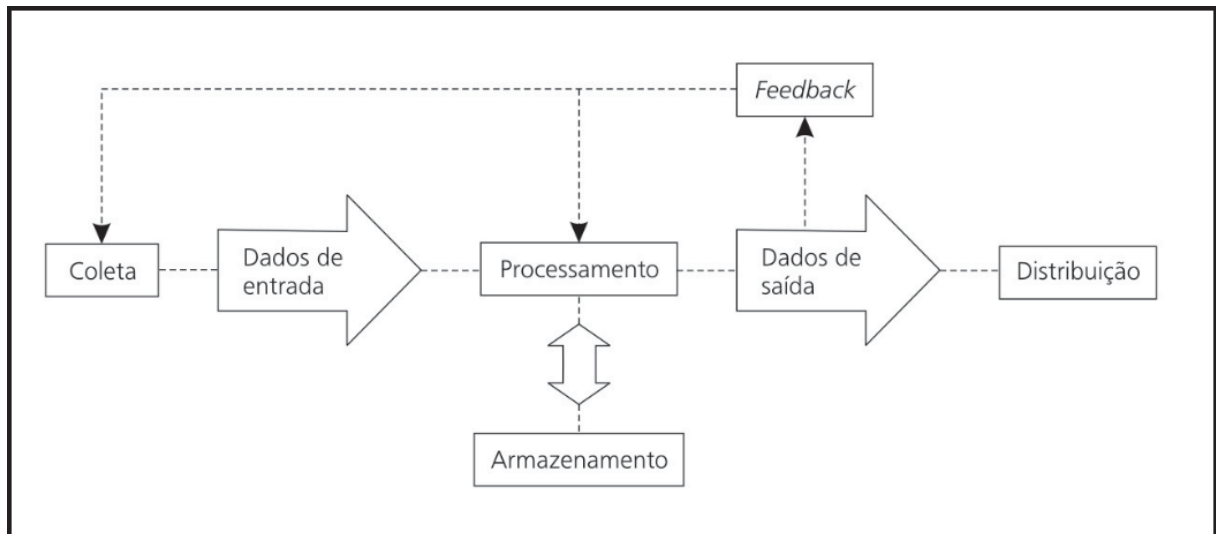 Feedback
Coleta
Dados de
entrada
Processamento
Dados de
saída
Distribuição
Armazenamento